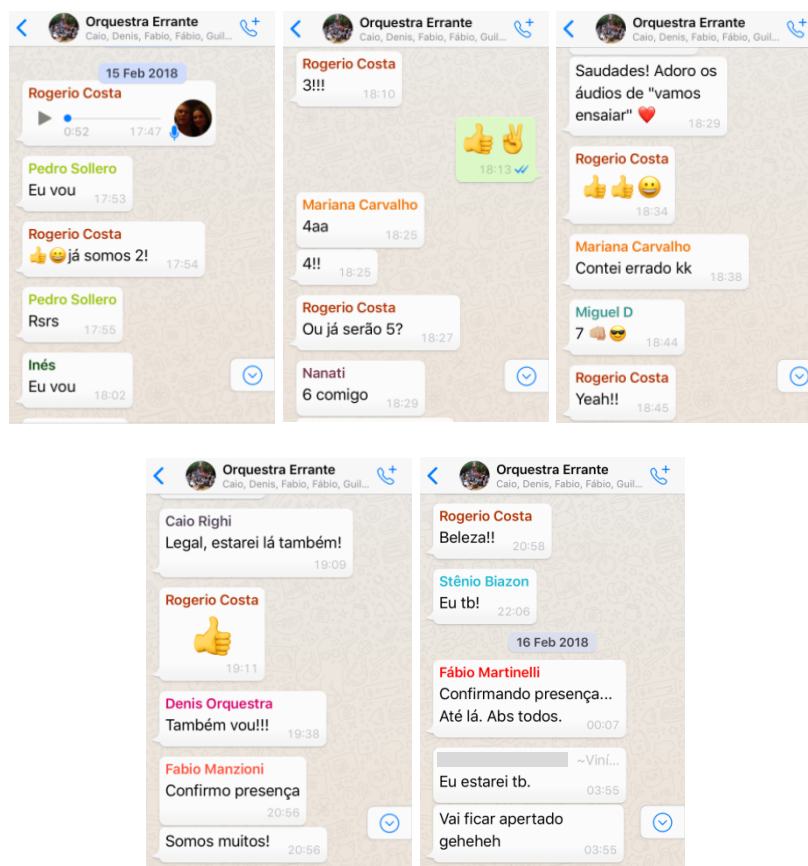 Orquestra Errante
Caio, Denis, Fabio, Fábio, Guil...
15 Feb 2018
Rogerio Costa
0:52 17:47
Pedro Sollero
Eu vou 17:53
Rogerio Costa
👍😀já somos 2! 17:54
Pedro Sollero
Rsrs 17:55
Inés
Eu vou 18:02
Orquestra Errante
Caio, Denis, Fabio, Fábio, Guil...
Rogerio Costa
3!!! 18:10
👍✌️
18:13
Mariana Carvalho
4aa 18:25
4!! 18:25
Rogerio Costa
Ou já serão 5? 18:27
Nanati
6 comigo 18:29
Orquestra Errante
Caio, Denis, Fabio, Fábio, Guil...
Saudades! Adoro os
áudios de "vamos
ensaiar" ❤️ 18:29
Rogerio Costa
👍👍😀
18:34
Mariana Carvalho
Contei errado kk 18:38
Miguel D
7 👊🏼😎 18:44
Rogerio Costa
Yeah!! 18:45
Orquestra Errante
Caio, Denis, Fabio, Fábio, Guil...
Caio Righi
Legal, estarei lá também!
19:09
Rogerio Costa
👍
19:11
Denis Orquestra
Também vou!!! 19:38
Fabio Manzioni
Confirmo presença
20:56
Somos muitos! 20:56
Orquestra Errante
Caio, Denis, Fabio, Fábio, Guil...
Rogerio Costa
Beleza!! 20:58
Stênio Biazon
Eu tb! 22:06
16 Feb 2018
Fábio Martinelli
Confirmando presença...
Até lá. Abs todos. 00:07
~Viní...
Eu estarei tb. 03:55
Vai ficar apertado
geheheh 03:55